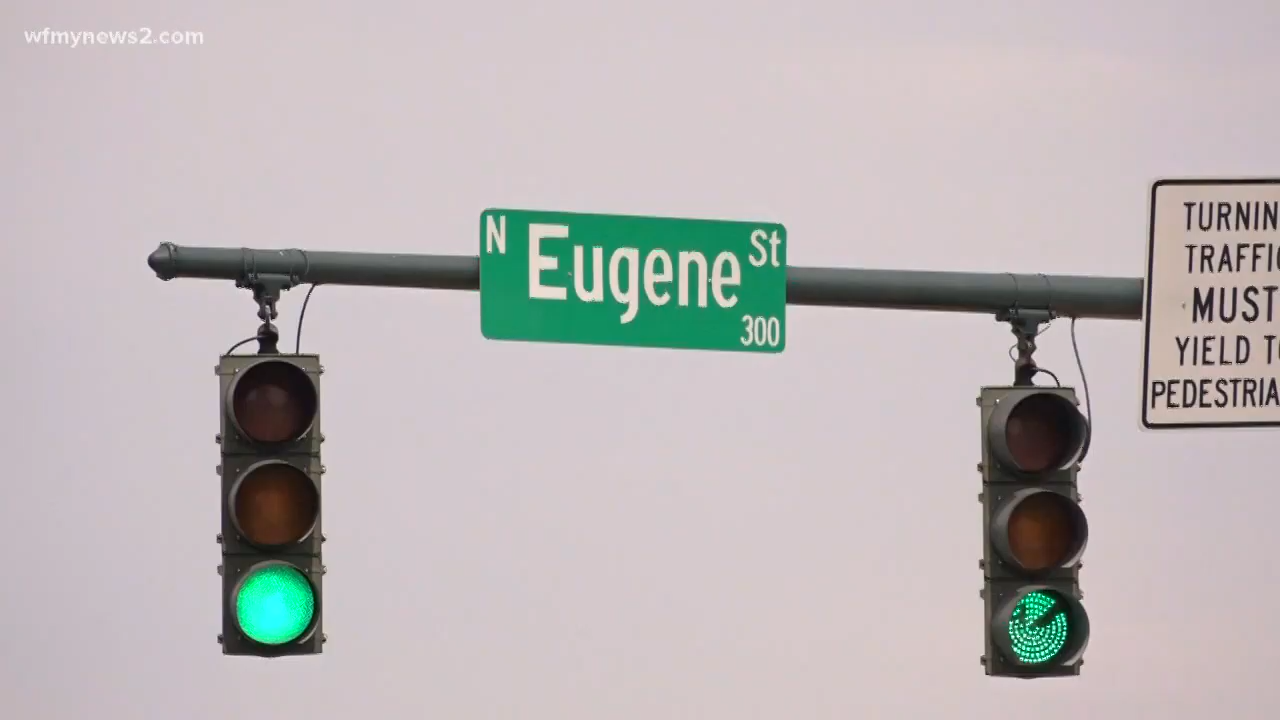 wfmynews2.com
N Eugene St
300
TURNIN
TRAFFIC
MUST
YIELD TO
PEDESTRIA